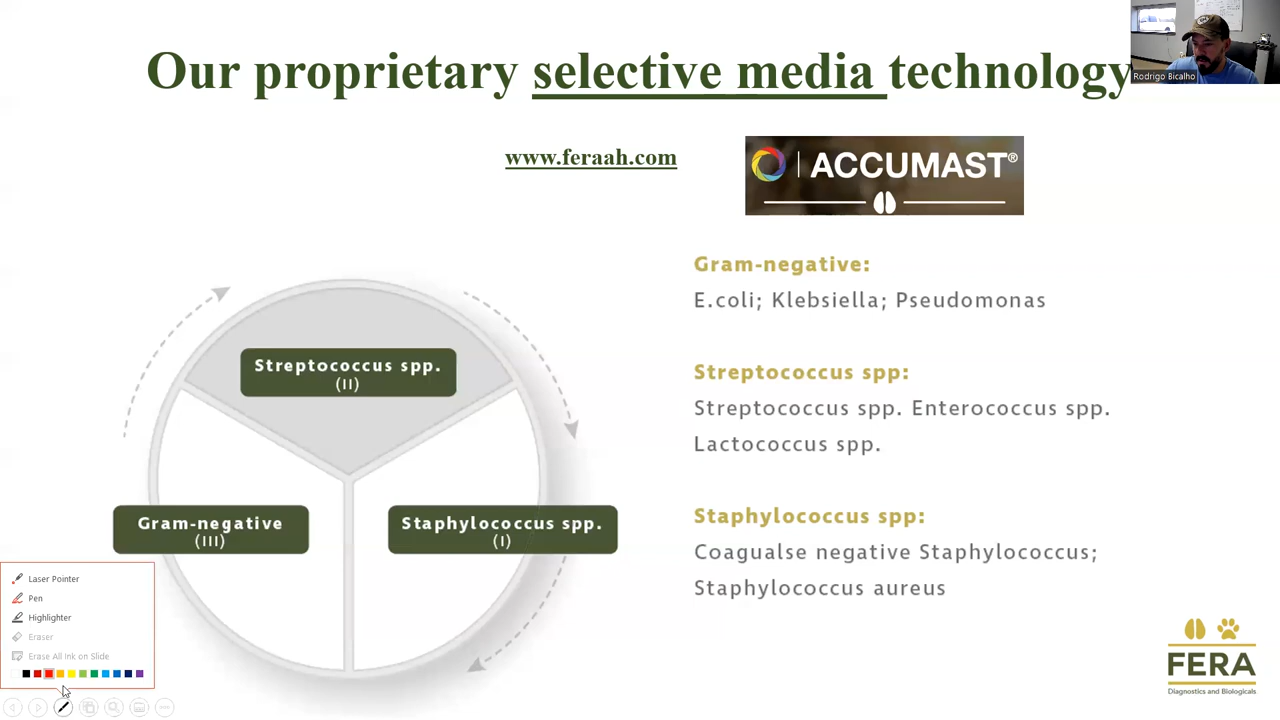 Our proprietary selective media technology
Rodrigo Bicalho
www.feraah.com
ACCUMAST®
Gram-negative:
E.coli; Klebsiella; Pseudomonas
Streptococcus spp:
Streptococcus spp. Enterococcus spp.
Lactococcus spp.
Staphylococcus spp:
Coagualse negative Staphylococcus;
Staphylococcus aureus
Streptococcus spp.
(II)
Gram-negative
(III)
Staphylococcus spp.
(I)
Laser Pointer
Pen
Highlighter
Eraser
Erase All Ink on Slide
FERA
Diagnostics and Biologicals